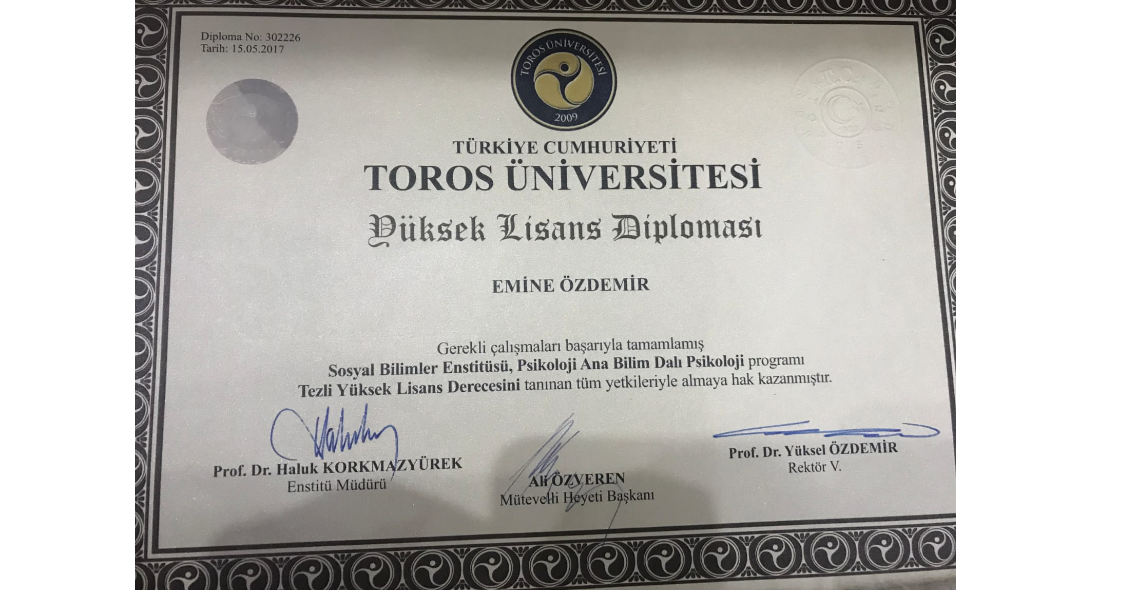 Diploma No: 302226
Tarih: 15.05.2017
TOROS ÜNİVERSİTESİ
2009
TÜRKİYE CUMHURİYETİ
TOROS ÜNİVERSİTESİ
Yüksek Lisans Diploması
EMİNE ÖZDEMİR
Gerekli çalışmaları başarıyla tamamlamış
Sosyal Bilimler Enstitüsü, Psikoloji Ana Bilim Dalı Psikoloji programı
Tezli Yüksek Lisans Derecesini tanınan tüm yetkileriyle almaya hak kazanmıştır.
Prof. Dr. Haluk KORKMAZYÜREK
Enstitü Müdürü
Ali ÖZVEREN
Mütevelli Heyeti Başkanı
Prof. Dr. Yüksel ÖZDEMİR
Rektör V.